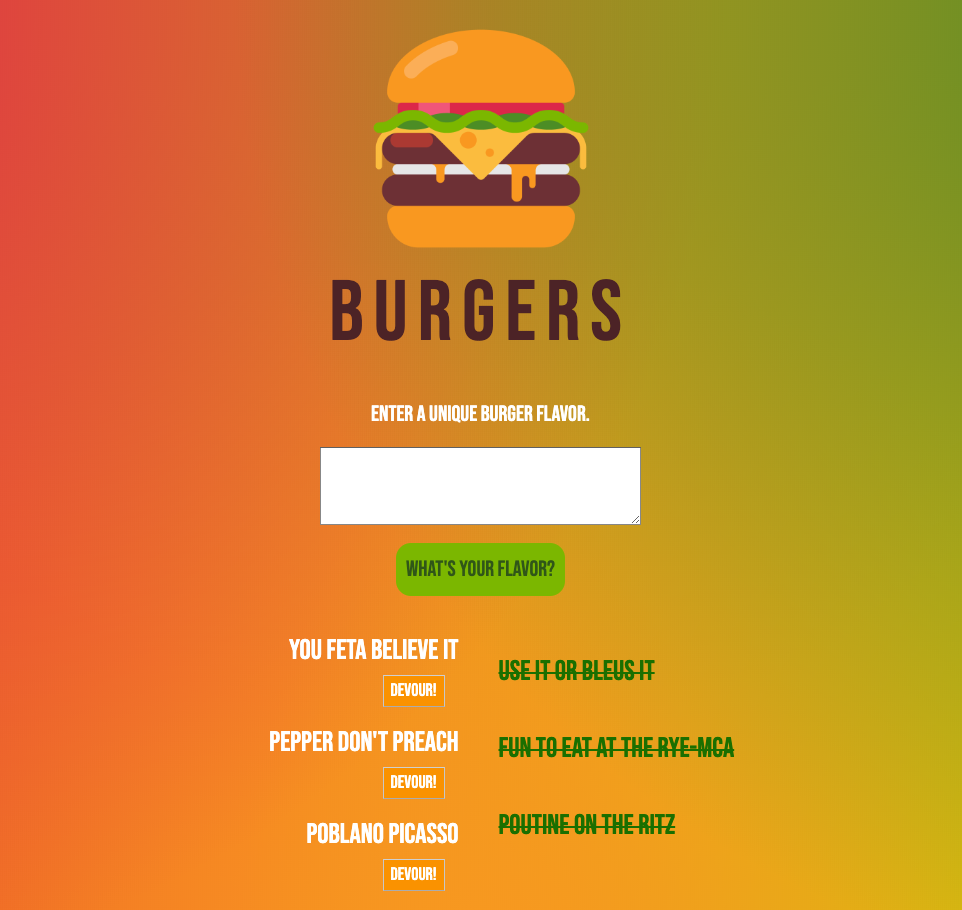 BURGERS
ENTER A UNIQUE BURGER FLAVOR.
WHAT'S YOUR FLAVOR?
YOU FETA BELIEVE IT
DEVOUR!
PEPPER DON'T PREACH
DEVOUR!
POBLANO PICASSO
DEVOUR!
USE IT OR BLEUS IT
FUN TO EAT AT THE RYE-MCA
POUTINE ON THE RITZ